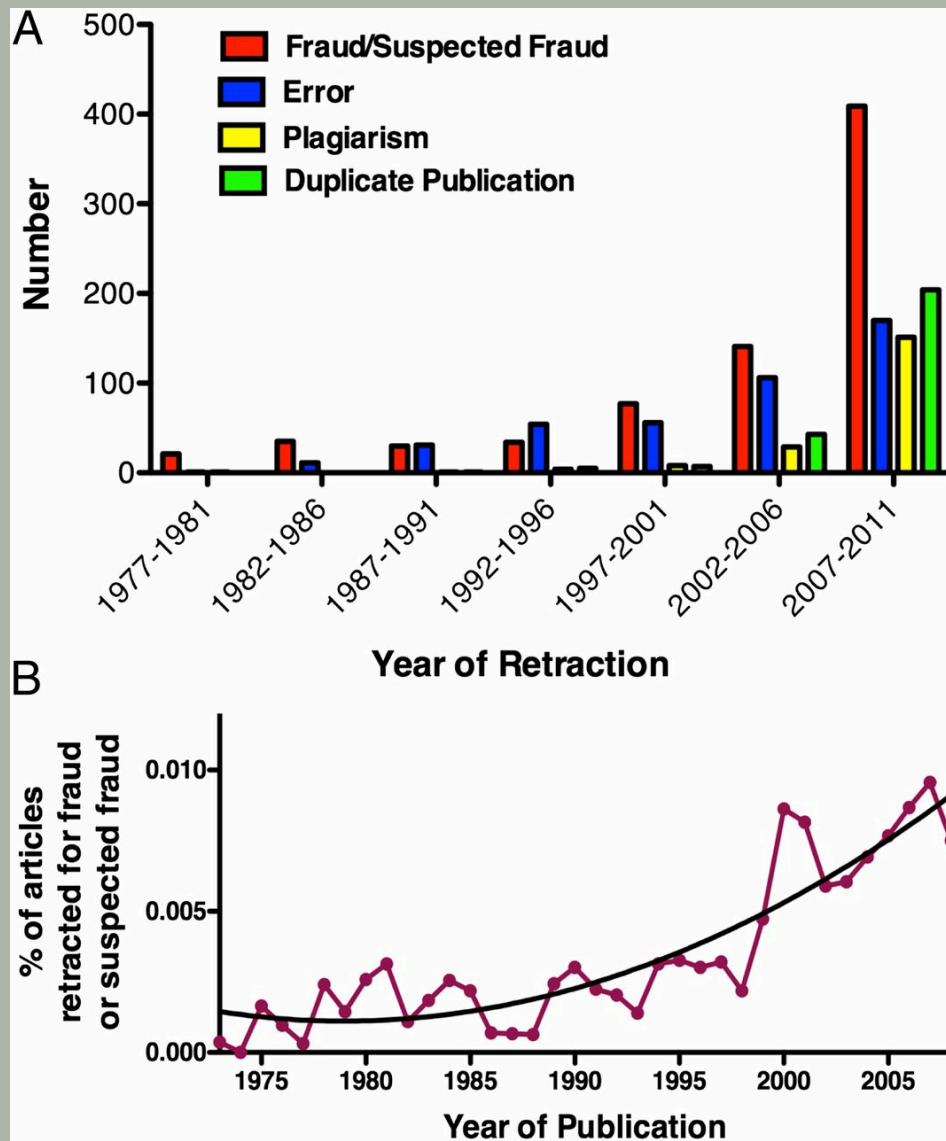 A
500
400
300
200
100
0
Number
Fraud/Suspected Fraud
Error
Plagiarism
Duplicate Publication
1977-1981
1982-1986
1987-1991
1992-1996
1997-2001
2002-2006
2007-2011
Year of Retraction
B
% of articles
retracted for fraud
or suspected fraud
0.010
0.005
0.000
1975
1980
1985
1990
1995
2000
2005
Year of Publication